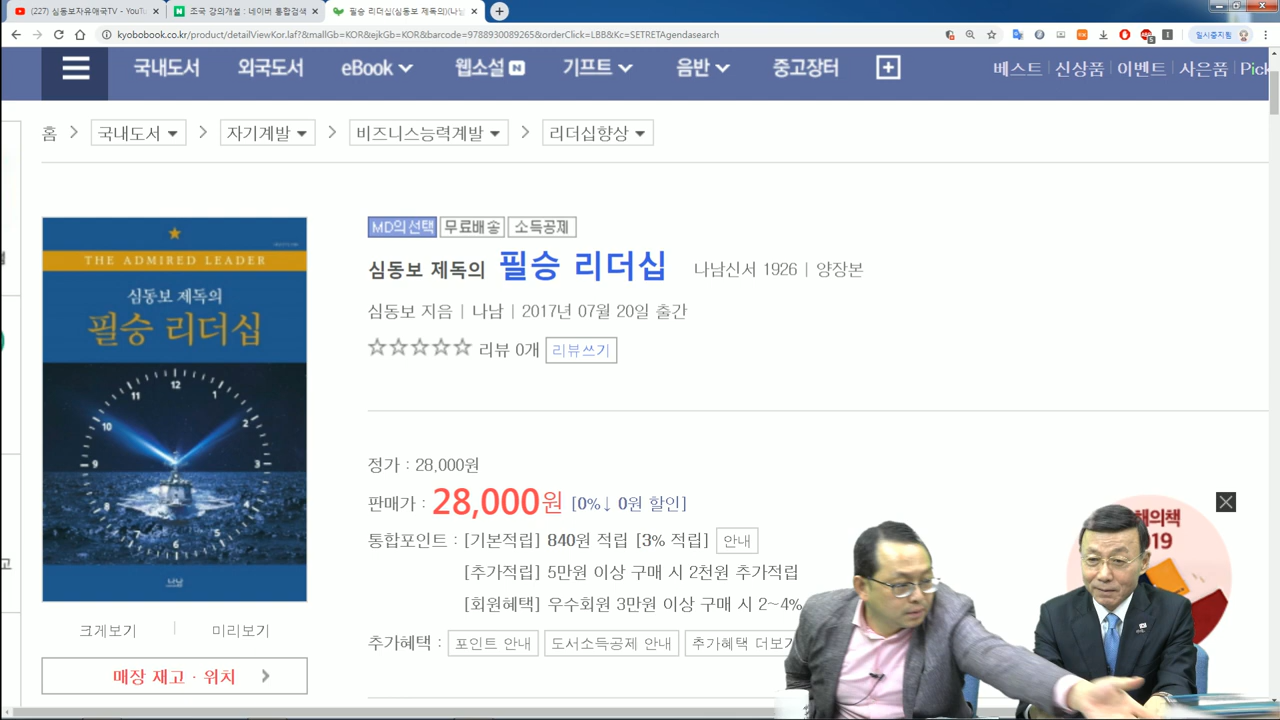 (227) 심동보자유애국TV - YouTu
조국 강의개설 : 네이버 통합검색
필승 리더십(심동보 제독의)(나남
kyobobook.co.kr/product/detailViewKor.laf?&mallGb=KOR&ejkGb=KOR&barcode=9788930089265&orderClick=LBB&Kc=SETRETAgendasearch
일시중지됨
국내도서 외국도서 eBook 웹소설 N 기프트 음반 중고장터
베스트 | 신상품 | 이벤트 | 사은품 | Pick
홈 > 국내도서 > 자기계발 > 비즈니스능력계발 > 리더십향상
THE ADMIRED LEADER
심동보 제독의
필승 리더십
12
11 1
10 2
9 3
7 5
6
나남
크게보기 | 미리보기
매장 재고 · 위치 >
MD의선택 무료배송 소득공제
심동보 제독의 필승 리더십 나남신서 1926 | 양장본
심동보 지음 | 나남 | 2017년 07월 20일 출간
☆☆☆☆☆ 리뷰 0개 리뷰쓰기
정가 : 28,000원
판매가 : 28,000원 [0%↓ 0원 할인]
통합포인트 : [기본적립] 840원 적립 [3% 적립] 안내
[추가적립] 5만원 이상 구매 시 2천원 추가적립
[회원혜택] 우수회원 3만원 이상 구매 시 2~4%
추가혜택 : 포인트 안내 도서소득공제 안내 추가혜택 더보기
의책
19